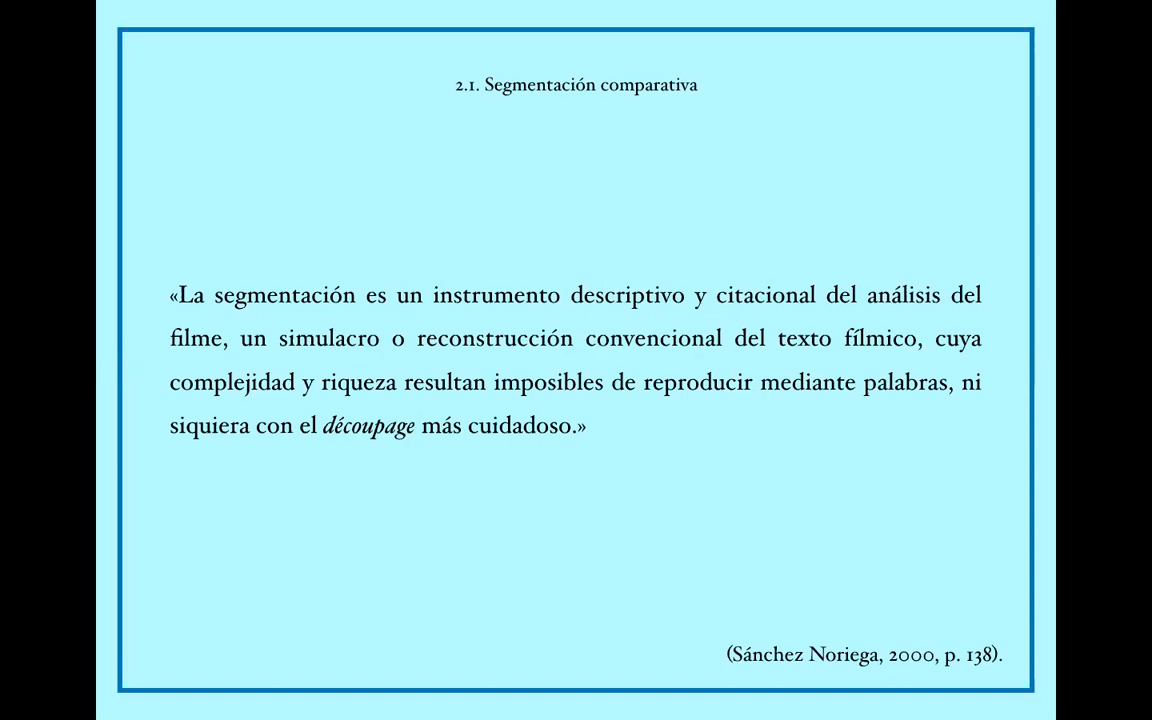 2.1. Segmentación comparativa
«La segmentación es un instrumento descriptivo y citacional del análisis del
filme, un simulacro o reconstrucción convencional del texto fílmico, cuya
complejidad y riqueza resultan imposibles de reproducir mediante palabras, ni
siquiera con el découpage más cuidadoso.»
(Sánchez Noriega, 2000, p. 138).